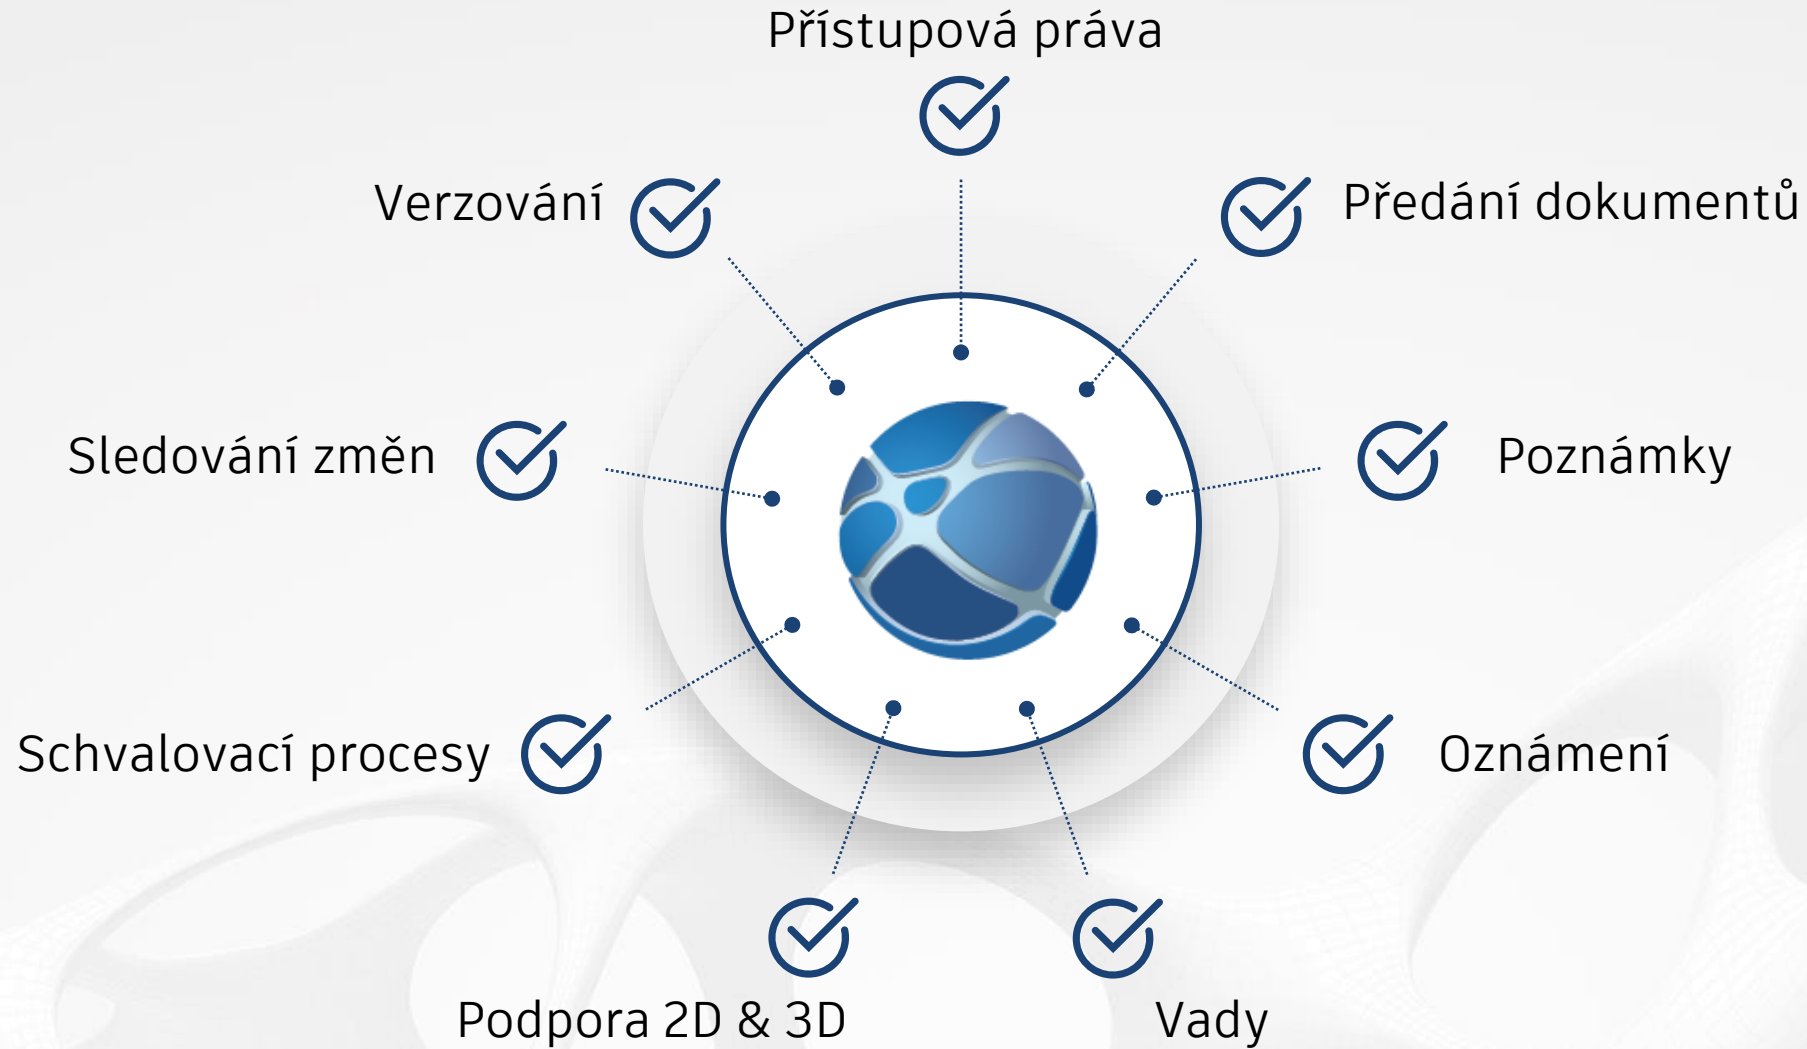 Přístupová práva
Verzování
Předání dokumentů
Sledování změn
Poznámky
Schvalovací procesy
Oznámení
Podpora 2D & 3D
Vady